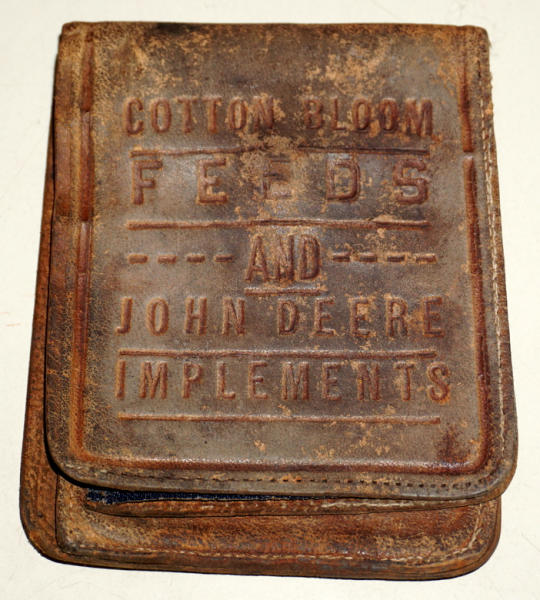 COTTON BLOOM
FEEDS
----AND----
JOHN DEERE
IMPLEMENTS